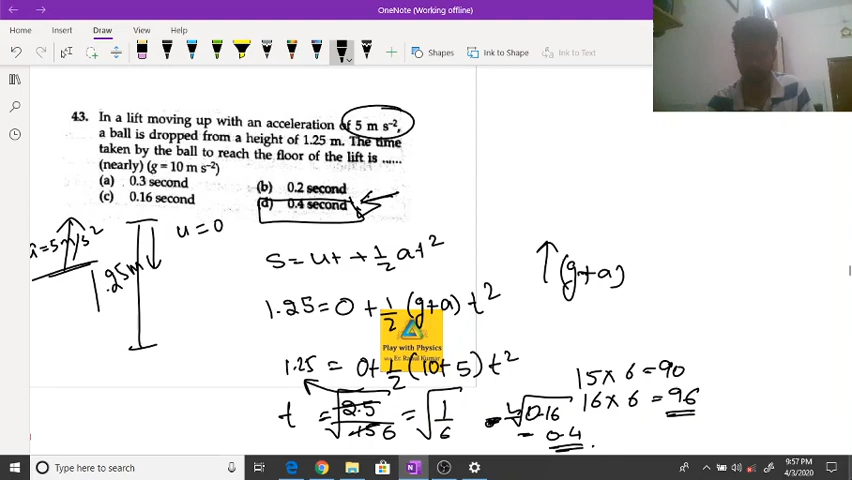 OneNote (Working offline)
Home Insert Draw View Help
Shapes Ink to Shape Ink to Text
43. In a lift moving up with an acceleration of 5 m s⁻²,
a ball is dropped from a height of 1.25 m. The time
taken by the ball to reach the floor of the lift is ......
(nearly) (g = 10 m s⁻²)
(a) 0.3 second (b) 0.2 second
(c) 0.16 second (d) 0.4 second
a=5m/s²
1.25m
u=0
S=ut+½at²
↑(g+a)
1.25=0+½(g+a)t²
Play with Physics
1.25 = 0+½(10+5)t²
15×6=90
16×6=96
t = √2.5/15 6 = √1/6
√0.16
= 0.4.
Type here to search
9:57 PM
4/3/2020